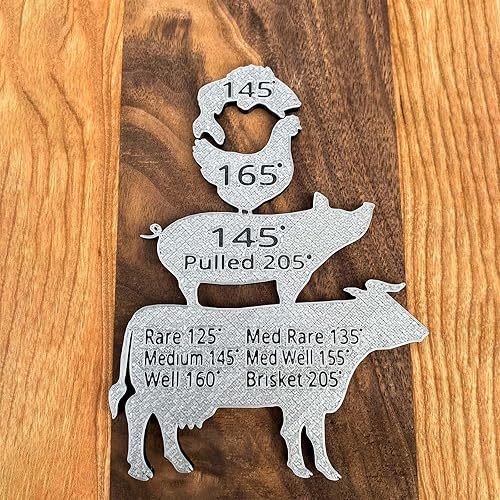 145°
165°
145°
Pulled 205°
Rare 125° Med Rare 135°
Medium 145° Med Well 155°
Well 160° Brisket 205°